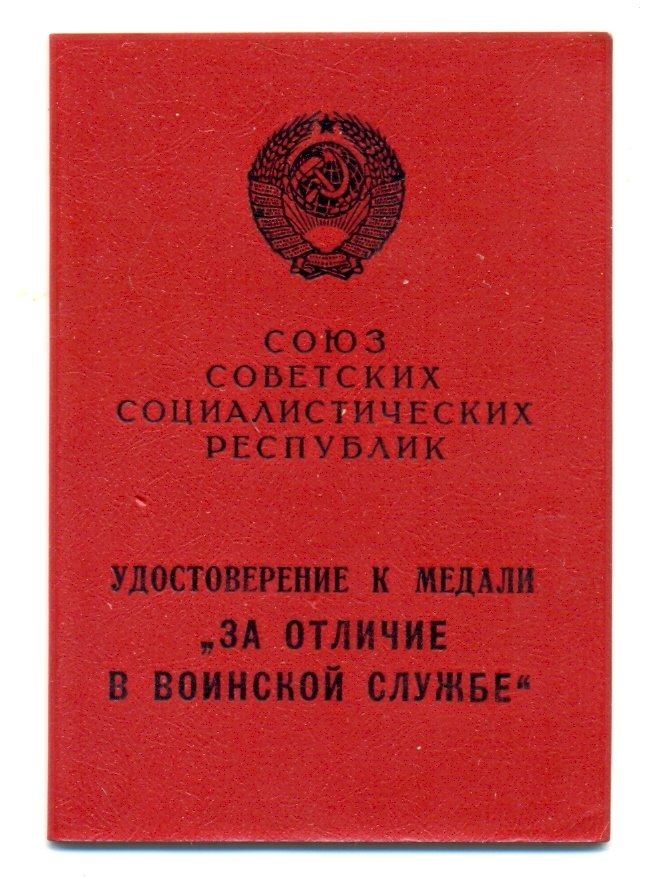 СОЮЗ
СОВЕТСКИХ
СОЦИАЛИСТИЧЕСКИХ
РЕСПУБЛИК
УДОСТОВЕРЕНИЕ К МЕДАЛИ
„ЗА ОТЛИЧИЕ
В ВОИНСКОЙ СЛУЖБЕ“